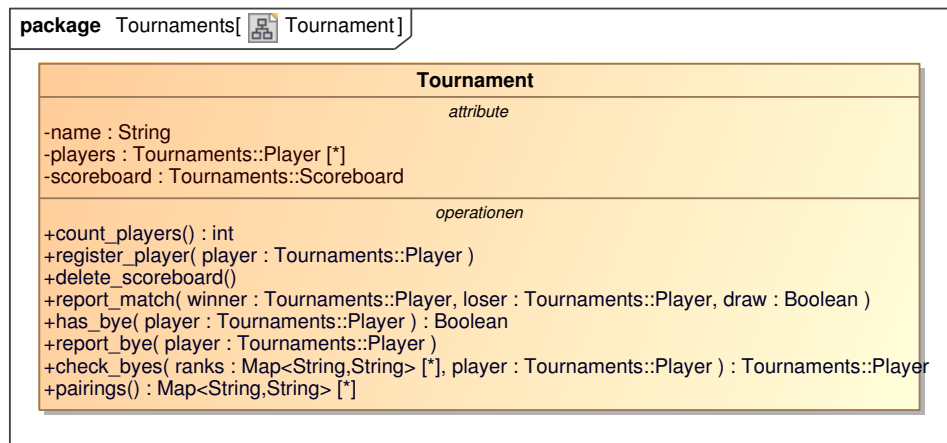 package Tournaments[ Tournament]
Tournament
attribute
-name : String
-players : Tournaments::Player [*]
-scoreboard : Tournaments::Scoreboard
operationen
+count_players() : int
+register_player( player : Tournaments::Player )
+delete_scoreboard()
+report_match( winner : Tournaments::Player, loser : Tournaments::Player, draw : Boolean )
+has_bye( player : Tournaments::Player ) : Boolean
+report_bye( player : Tournaments::Player )
+check_byes( ranks : Map<String,String> [*], player : Tournaments::Player ) : Tournaments::Player
+pairings() : Map<String,String> [*]